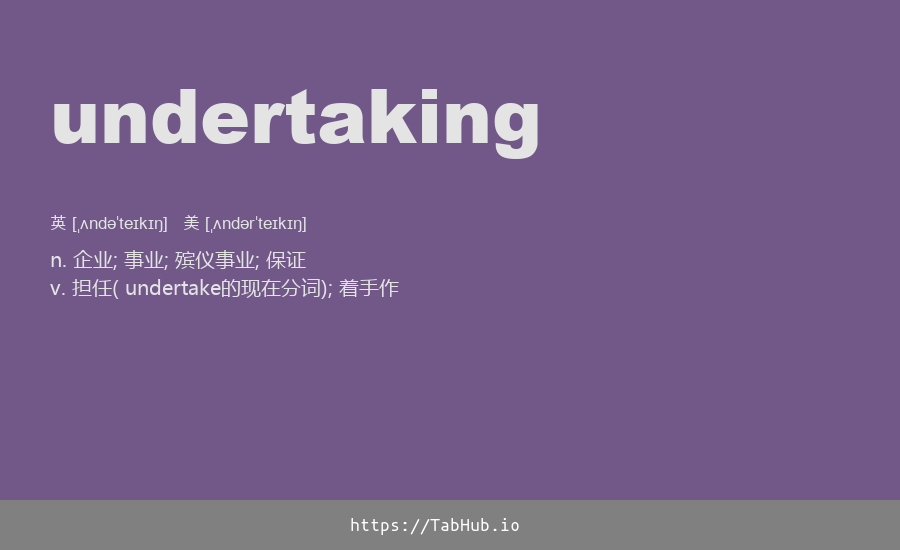 undertaking
英 [ˌʌndəˈteɪkɪŋ] 美 [ˌʌndərˈteɪkɪŋ]
n. 企业; 事业; 殡仪事业; 保证
v. 担任( undertake的现在分词); 着手作
https://TabHub.io